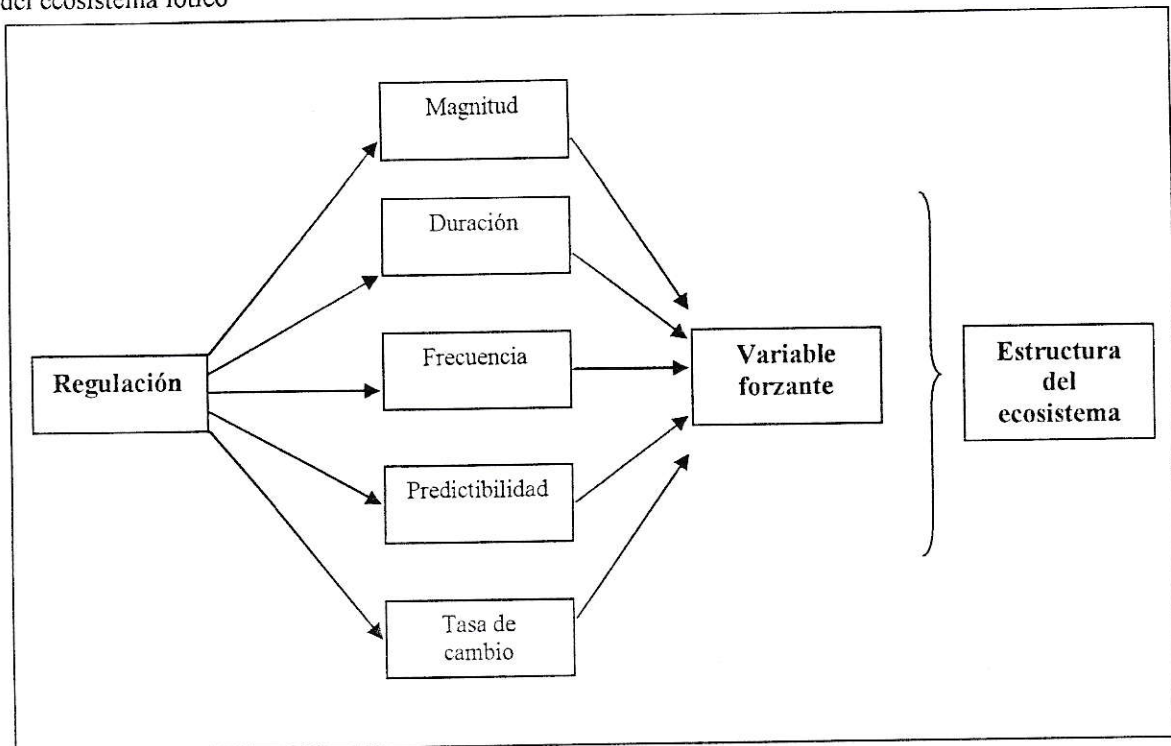 del ecosistema lótico
Magnitud
Duración
Regulación
Frecuencia
Variable
forzante
Estructura
del
ecosistema
Predictibilidad
Tasa de
cambio